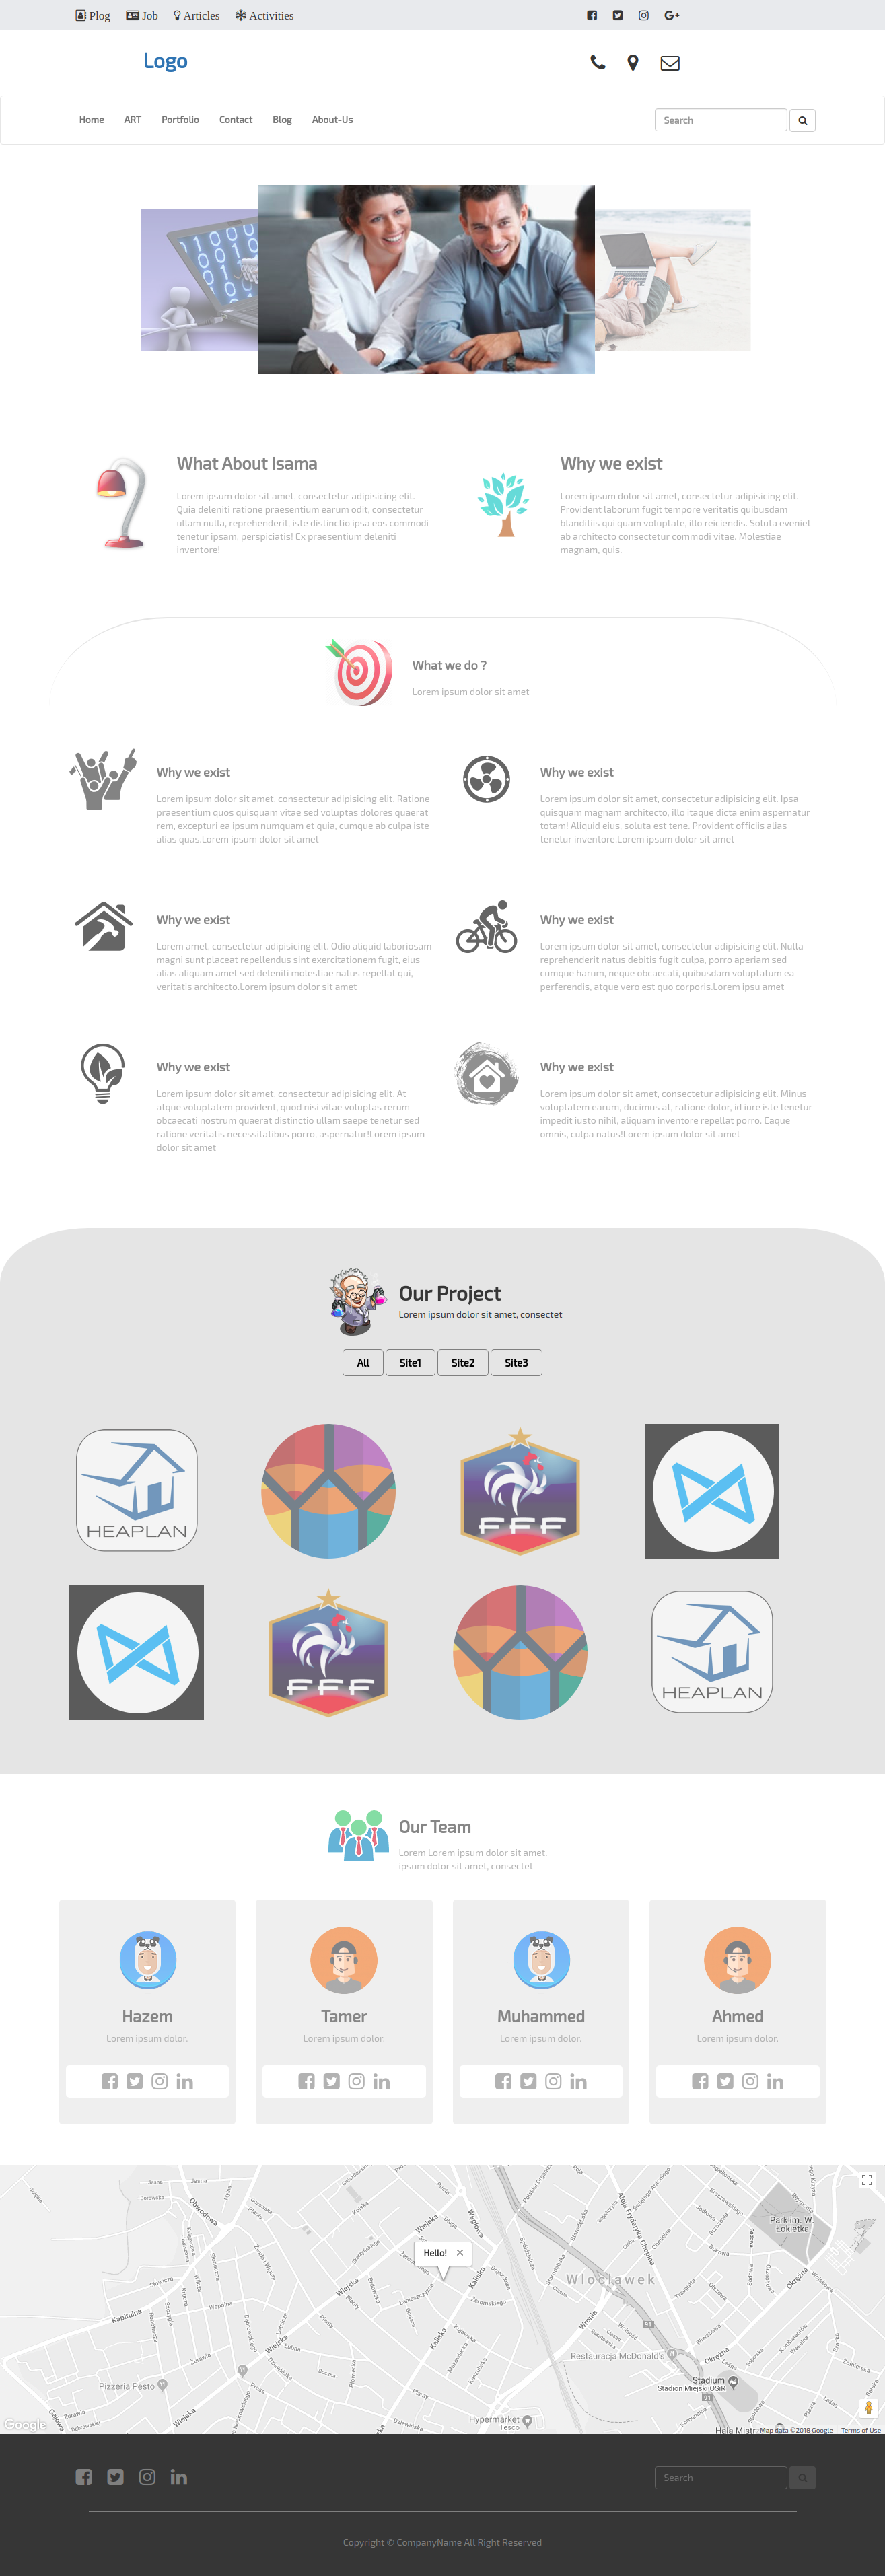 Plog Job Articles Activities
Logo
Home ART Portfolio Contact Blog About-Us
Search
What About Isama
Lorem ipsum dolor sit amet, consectetur adipisicing elit.
Quia deleniti ratione praesentium earum odit, consectetur
ullam nulla, reprehenderit, iste distinctio ipsa eos commodi
tenetur ipsam, perspiciatis! Ex praesentium deleniti
inventore!
Why we exist
Lorem ipsum dolor sit amet, consectetur adipisicing elit.
Provident laborum fugit tempore veritatis quibusdam
blanditiis qui quam voluptate, illo reiciendis. Soluta eveniet
ab architecto consectetur commodi vitae. Molestiae
magnam, quis.
What we do ?
Lorem ipsum dolor sit amet
Why we exist
Lorem ipsum dolor sit amet, consectetur adipisicing elit. Ratione
praesentium quos quisquam vitae sed voluptas dolores quaerat
rem, excepturi ea ipsum numquam et quia, cumque ab culpa iste
alias quas.Lorem ipsum dolor sit amet
Why we exist
Lorem ipsum dolor sit amet, consectetur adipisicing elit. Ipsa
quisquam magnam architecto, illo itaque dicta enim aspernatur
totam! Aliquid eius, soluta est tene. Provident officiis alias
tenetur inventore.Lorem ipsum dolor sit amet
Why we exist
Lorem amet, consectetur adipisicing elit. Odio aliquid laboriosam
magni sunt placeat repellendus sint exercitationem fugit, eius
alias aliquam amet sed deleniti molestiae natus repellat qui,
veritatis architecto.Lorem ipsum dolor sit amet
Why we exist
Lorem ipsum dolor sit amet, consectetur adipisicing elit. Nulla
reprehenderit natus debitis fugit culpa, porro aperiam sed
cumque harum, neque obcaecati, quibusdam voluptatum ea
perferendis, atque vero est quo corporis.Lorem ipsu amet
Why we exist
Lorem ipsum dolor sit amet, consectetur adipisicing elit. At
atque voluptatem provident, quod nisi vitae voluptas rerum
obcaecati nostrum quaerat distinctio ullam saepe tenetur sed
ratione veritatis necessitatibus porro, aspernatur!Lorem ipsum
dolor sit amet
Why we exist
Lorem ipsum dolor sit amet, consectetur adipisicing elit. Minus
voluptatem earum, ducimus at, ratione dolor, id iure iste tenetur
impedit iusto nihil, aliquam inventore repellat porro. Eaque
omnis, culpa natus!Lorem ipsum dolor sit amet
Our Project
Lorem ipsum dolor sit amet, consectet
All Site1 Site2 Site3
HEAPLAN
FFF
FFF
HEAPLAN
Our Team
Lorem Lorem ipsum dolor sit amet.
ipsum dolor sit amet, consectet
Hazem
Lorem ipsum dolor.
Tamer
Lorem ipsum dolor.
Muhammed
Lorem ipsum dolor.
Ahmed
Lorem ipsum dolor.
Park im. W.
Łokietka
Hello!
Wloclawek
Kapitulna
Restauracja McDonald's
Pizzeria Pesto
Stadium
Stadion Miejski OSiR
Hypermarket
Tesco
Google
Hala Mistr.
Map data ©2018 Google Terms of Use
Search
Copyright © CompanyName All Right Reserved